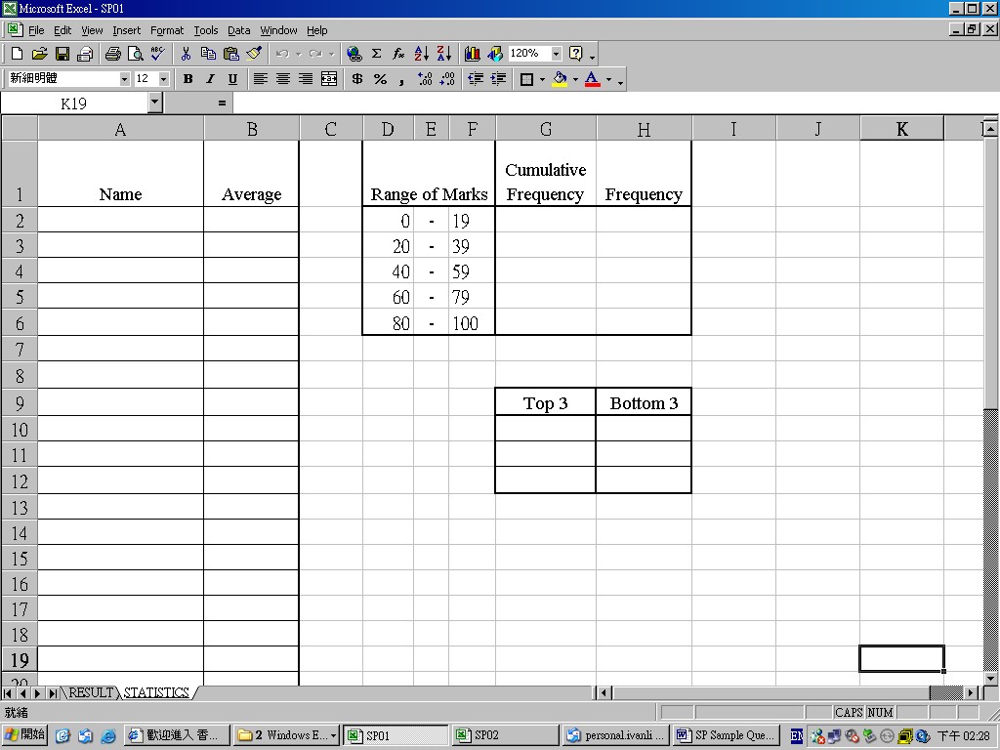 Microsoft Excel - SP01
File Edit View Insert Format Tools Data Window Help
120%
新細明體 12 B I U $ % ,
K19 =
A B C D E F G H I J K
1 Name Average Range of Marks Cumulative Frequency Frequency
2 0 - 19
3 20 - 39
4 40 - 59
5 60 - 79
6 80 - 100
7
8
9 Top 3 Bottom 3
10
11
12
13
14
15
16
17
18
19
20
RESULT STATISTICS
就緒 CAPS NUM
開始 歡迎進入 香... 2 Windows E... SP01 SP02 personal.ivanli ... SP Sample Que... EN 下午 02:28